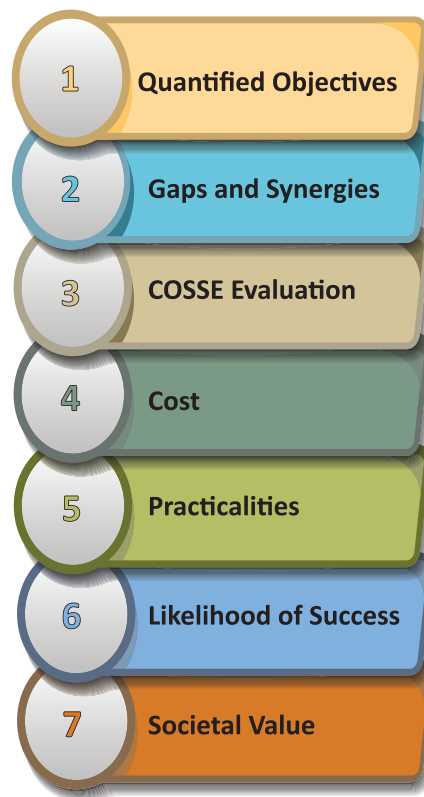 1 Quantified Objectives
2 Gaps and Synergies
3 COSSE Evaluation
4 Cost
5 Practicalities
6 Likelihood of Success
7 Societal Value